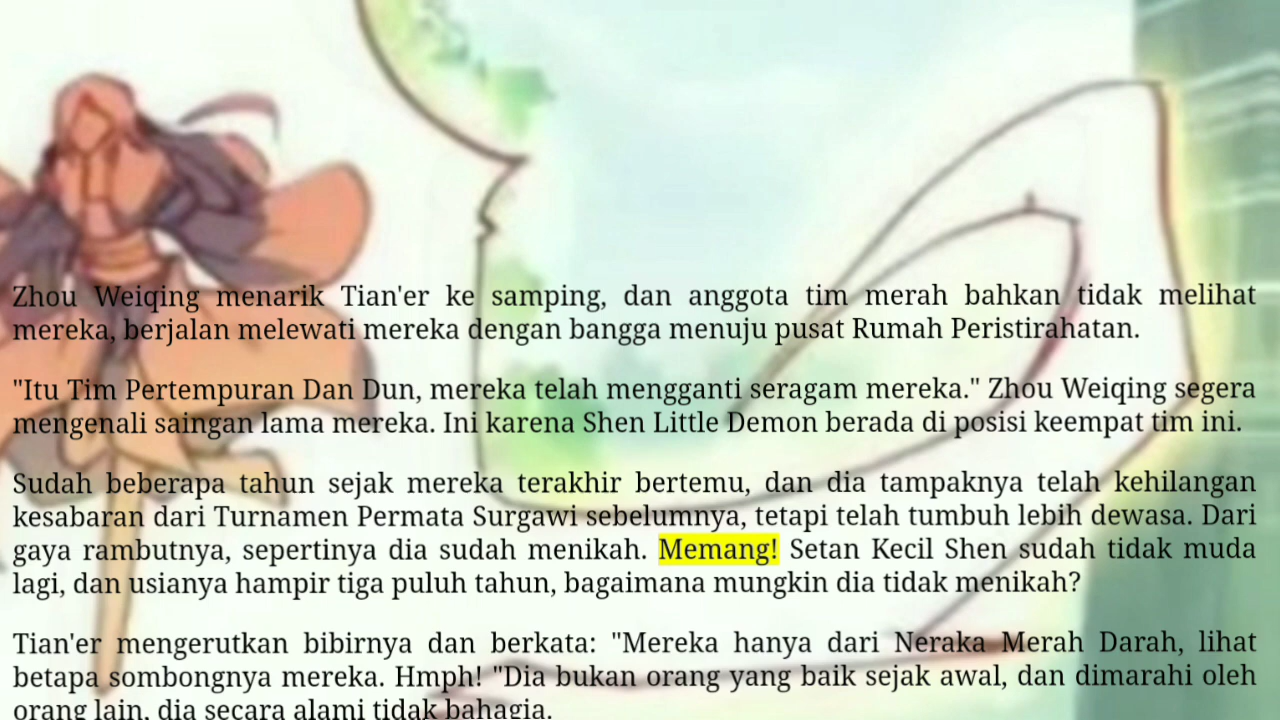 Zhou Weiqing menarik Tian'er ke samping, dan anggota tim merah bahkan tidak melihat
mereka, berjalan melewati mereka dengan bangga menuju pusat Rumah Peristirahatan.
"Itu Tim Pertempuran Dan Dun, mereka telah mengganti seragam mereka." Zhou Weiqing segera
mengenali saingan lama mereka. Ini karena Shen Little Demon berada di posisi keempat tim ini.
Sudah beberapa tahun sejak mereka terakhir bertemu, dan dia tampaknya telah kehilangan
kesabaran dari Turnamen Permata Surgawi sebelumnya, tetapi telah tumbuh lebih dewasa. Dari
gaya rambutnya, sepertinya dia sudah menikah. Memang! Setan Kecil Shen sudah tidak muda
lagi, dan usianya hampir tiga puluh tahun, bagaimana mungkin dia tidak menikah?
Tian'er mengerutkan bibirnya dan berkata: "Mereka hanya dari Neraka Merah Darah, lihat
betapa sombongnya mereka. Hmph! "Dia bukan orang yang baik sejak awal, dan dimarahi oleh
orang lain, dia secara alami tidak bahagia.